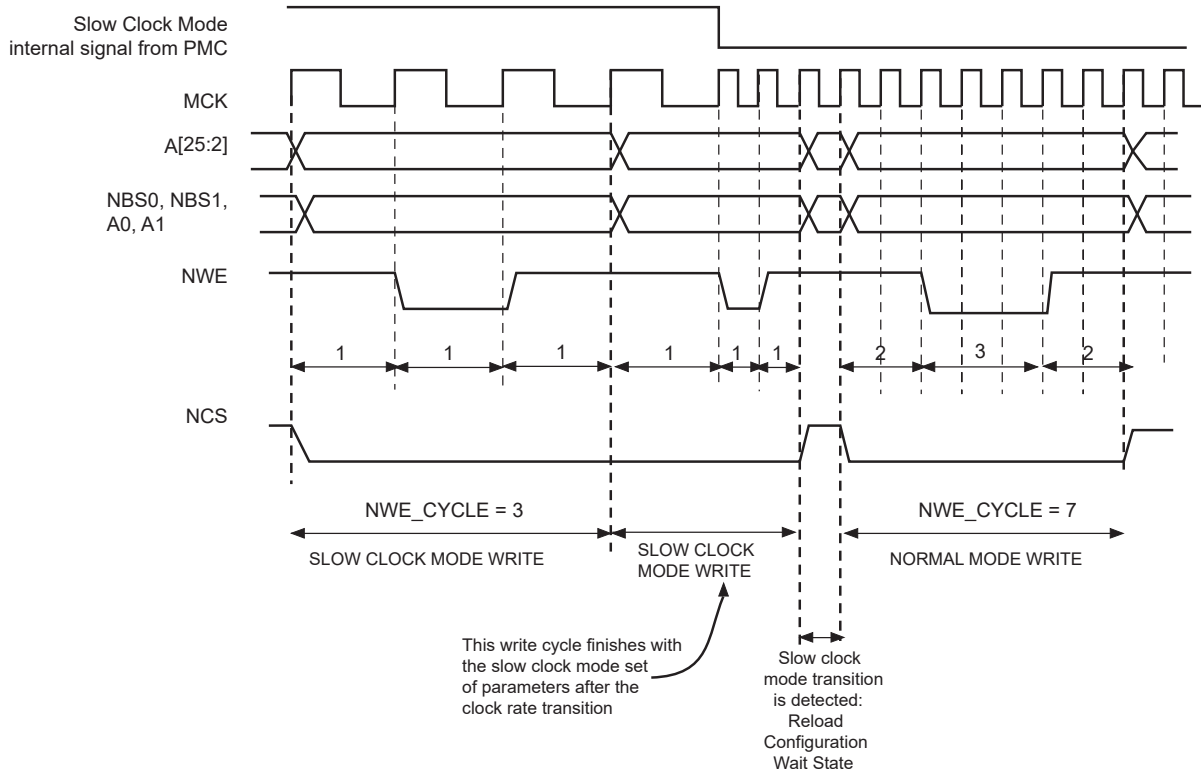 Slow Clock Mode
internal signal from PMC
MCK
A[25:2]
NBS0, NBS1,
A0, A1
NWE
1 1 1 1 1 1 2 3 2
NCS
NWE_CYCLE = 3 NWE_CYCLE = 7
SLOW CLOCK MODE WRITE
SLOW CLOCK
MODE WRITE
NORMAL MODE WRITE
This write cycle finishes with
the slow clock mode set
of parameters after the
clock rate transition
Slow clock
mode transition
is detected:
Reload
Configuration
Wait State